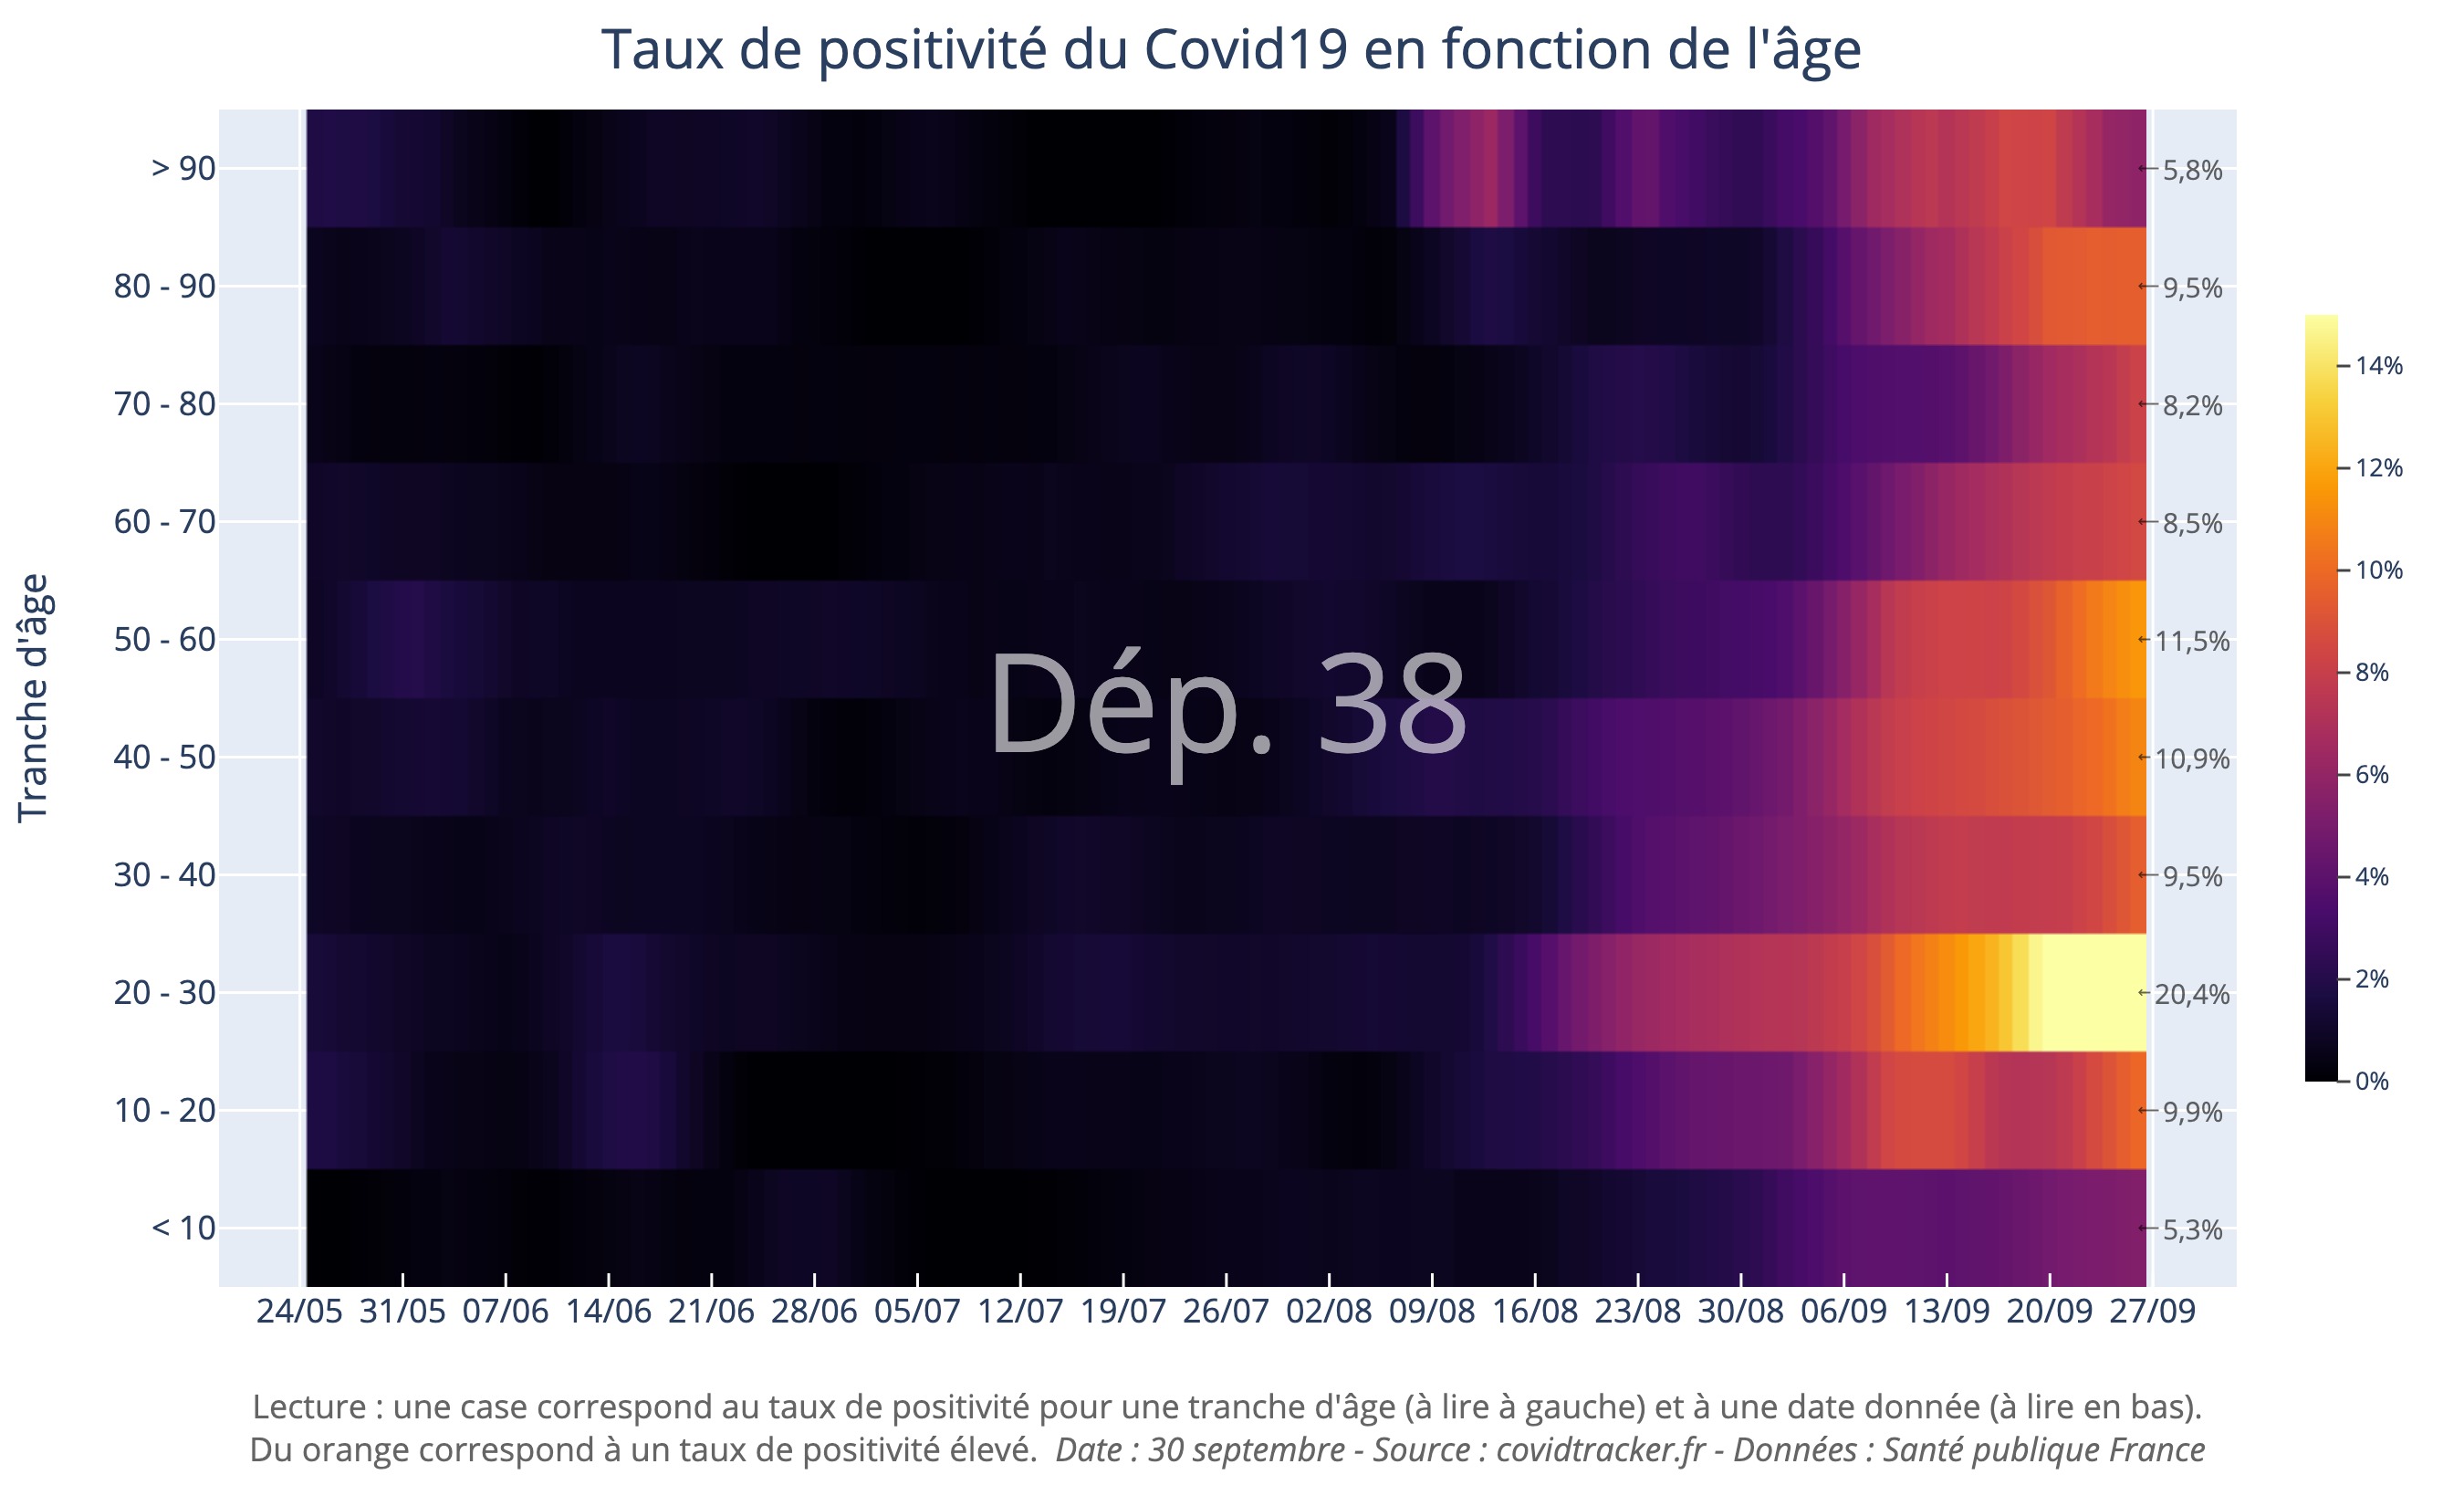 Taux de positivité du Covid19 en fonction de l'âge
Tranche d'âge
> 90
80 - 90
70 - 80
60 - 70
50 - 60
40 - 50
30 - 40
20 - 30
10 - 20
< 10
Dép. 38
5,8%
9,5%
8,2%
8,5%
11,5%
10,9%
9,5%
20,4%
9,9%
5,3%
14%
12%
10%
8%
6%
4%
2%
0%
24/05 31/05 07/06 14/06 21/06 28/06 05/07 12/07 19/07 26/07 02/08 09/08 16/08 23/08 30/08 06/09 13/09 20/09 27/09
Lecture : une case correspond au taux de positivité pour une tranche d'âge (à lire à gauche) et à une date donnée (à lire en bas).
Du orange correspond à un taux de positivité élevé. Date : 30 septembre - Source : covidtracker.fr - Données : Santé publique France